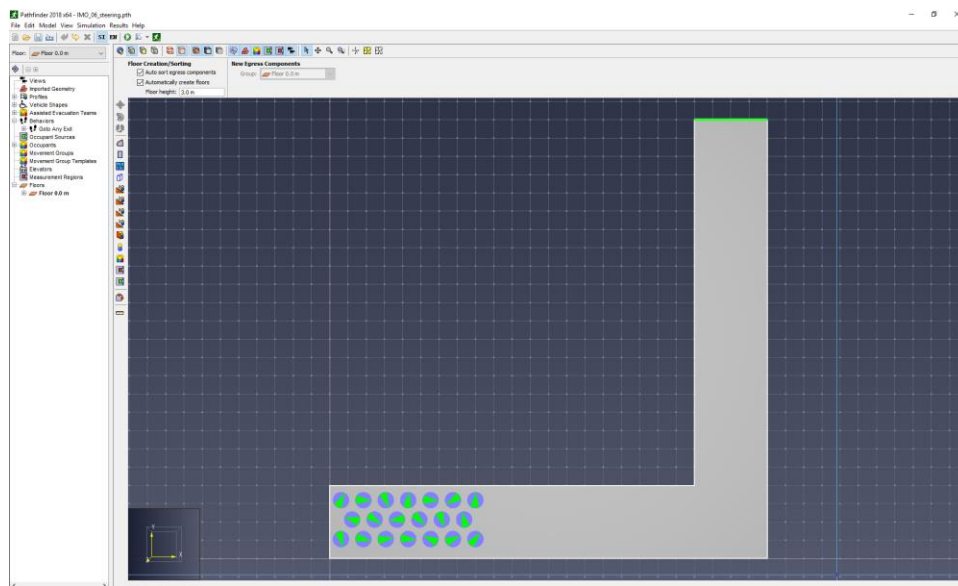 Pathfinder 2018 x64 - IMO_06_steering.pth
File Edit Model View Simulation Results Help
Floor: Floor 0.0 m
Floor Creation/Sorting
Auto sort egress components
Automatically create floors
Floor height: 3.0 m
New Egress Components
Group: Floor 0.0 m
Views
Imported Geometry
Profiles
Vehicle Shapes
Assisted Evacuation Teams
Behaviors
Goto Any Exit
Occupant Sources
Occupants
Movement Groups
Movement Group Templates
Elevators
Measurement Regions
Floors
Floor 0.0 m
Y
X